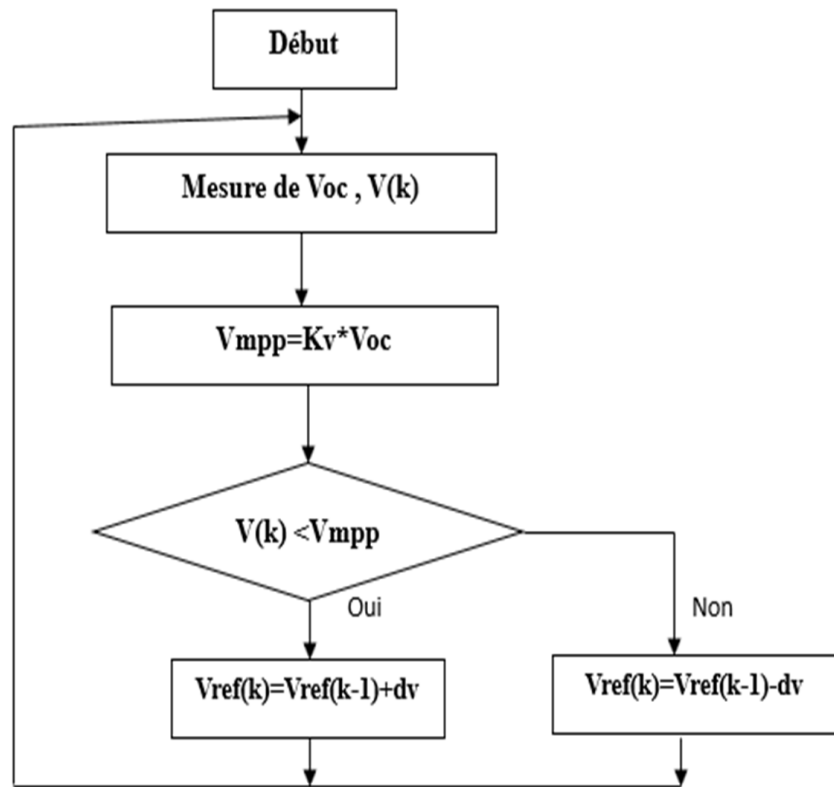 Début
Mesure de Voc , V(k)
Vmpp=Kv*Voc
V(k) <Vmpp
Oui
Non
Vref(k)=Vref(k-1)+dv
Vref(k)=Vref(k-1)-dv